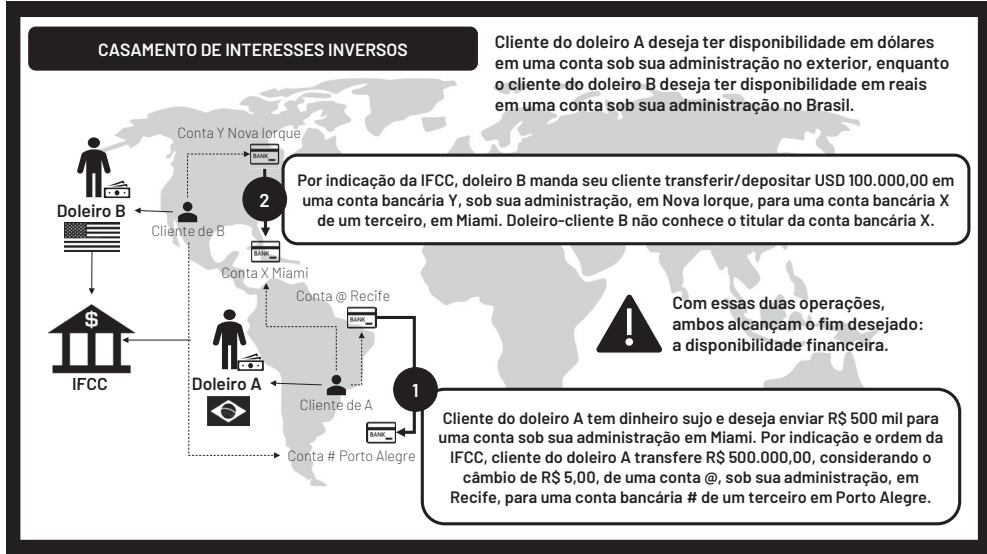 CASAMENTO DE INTERESSES INVERSOS
Cliente do doleiro A deseja ter disponibilidade em dólares
em uma conta sob sua administração no exterior, enquanto
o cliente do doleiro B deseja ter disponibilidade em reais
em uma conta sob sua administração no Brasil.
Conta Y Nova Iorque
BANK
Doleiro B
Cliente de B
2
Por indicação da IFCC, doleiro B manda seu cliente transferir/depositar USD 100.000,00 em
uma conta bancária Y, sob sua administração, em Nova Iorque, para uma conta bancária X
de um terceiro, em Miami. Doleiro-cliente B não conhece o titular da conta bancária X.
BANK
Conta X Miami
Conta @ Recife
BANK
$
IFCC
Doleiro A
Cliente de A
BANK
Conta # Porto Alegre
Com essas duas operações,
ambos alcançam o fim desejado:
a disponibilidade financeira.
1
Cliente do doleiro A tem dinheiro sujo e deseja enviar R$ 500 mil para
uma conta sob sua administração em Miami. Por indicação e ordem da
IFCC, cliente do doleiro A transfere R$ 500.000,00, considerando o
câmbio de R$ 5,00, de uma conta @, sob sua administração, em
Recife, para uma conta bancária # de um terceiro em Porto Alegre.